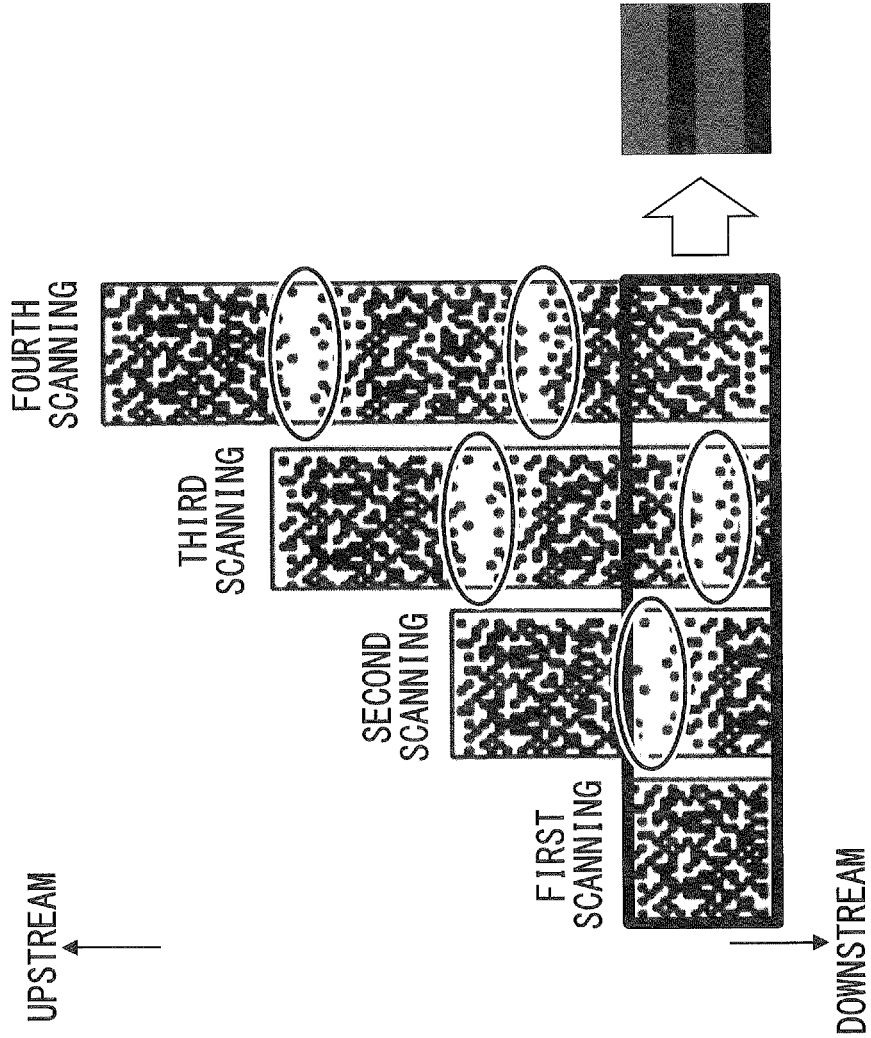 UPSTREAM
FIRST
SCANNING
SECOND
SCANNING
THIRD
SCANNING
FOURTH
SCANNING
DOWNSTREAM